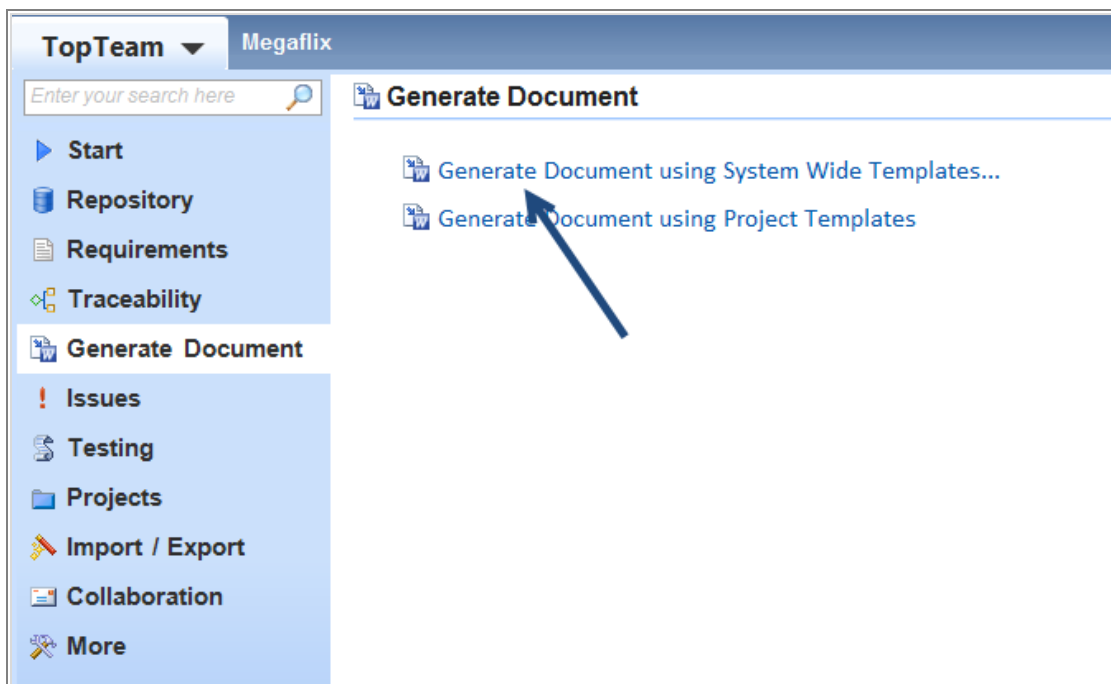 TopTeam
Megaflix
Enter your search here
Generate Document
Start
Repository
Requirements
Traceability
Generate Document
Issues
Testing
Projects
Import / Export
Collaboration
More
Generate Document using System Wide Templates...
Generate Document using Project Templates